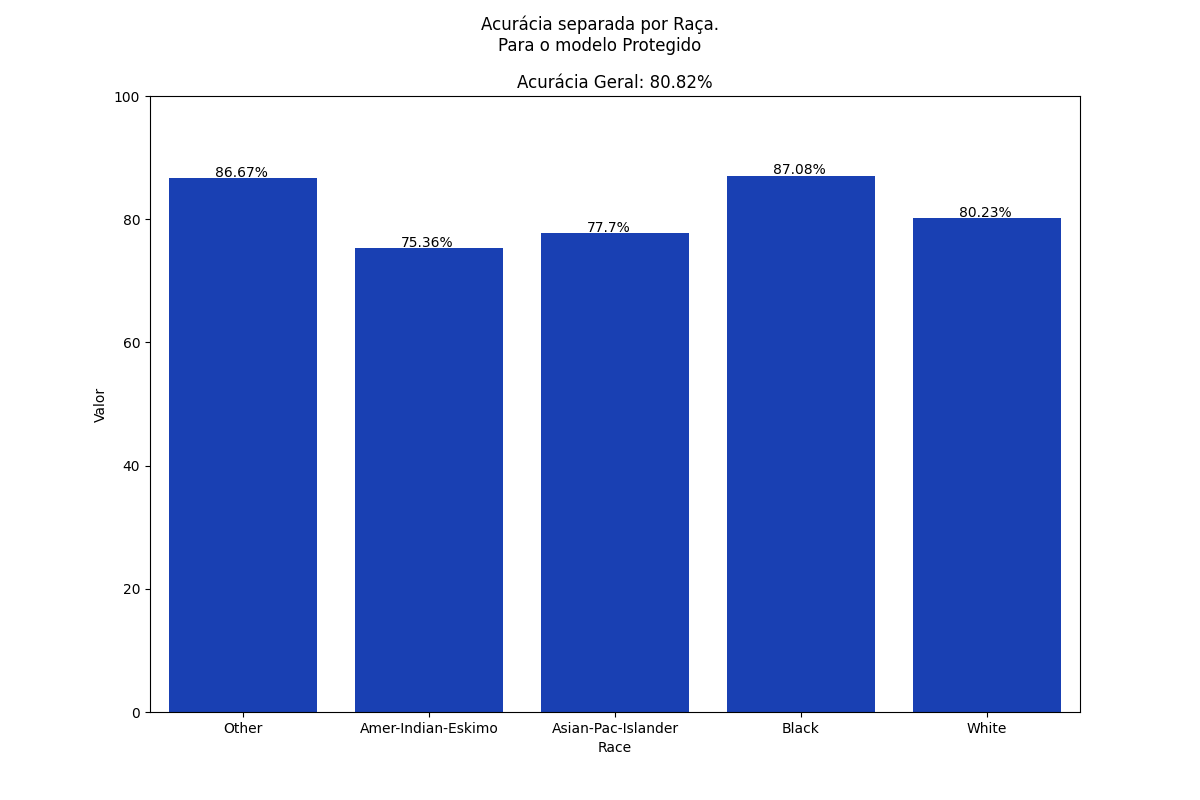 Acurácia separada por Raça.
Para o modelo Protegido
Acurácia Geral: 80.82%
100
80
60
40
20
0
Valor
86.67%
75.36%
77.7%
87.08%
80.23%
Other
Amer-Indian-Eskimo
Asian-Pac-Islander
Black
White
Race